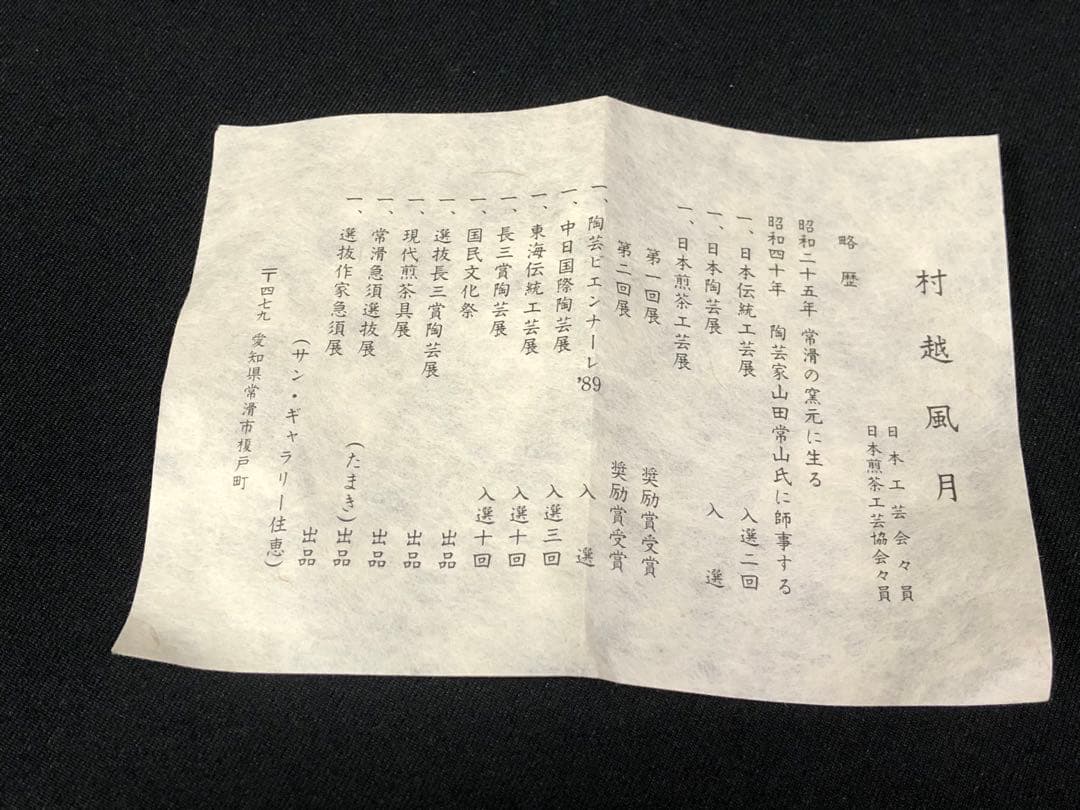 村越風月
日本工芸会々員
日本煎茶工芸協会々員
略歴
昭和二十五年 常滑の窯元に生る
昭和四十年 陶芸家山田常山氏に師事する
一、日本伝統工芸展 入選二回
一、日本陶芸展 入選
一、日本煎茶工芸展
第一回展 奨励賞受賞
第二回展 奨励賞受賞
一、陶芸ビエンナーレ'89 入選
一、中日国際陶芸展 入選三回
一、東海伝統工芸展 入選十回
一、長三賞陶芸展 入選十回
一、国民文化祭 出品
一、選抜長三賞陶芸展 出品
一、現代煎茶具展 出品
一、常滑急須選抜展 (たまき)出品
一、選抜作家急須展 出品
(サン・ギャラリー住恵)
〒四七九 愛知県常滑市榎戸町